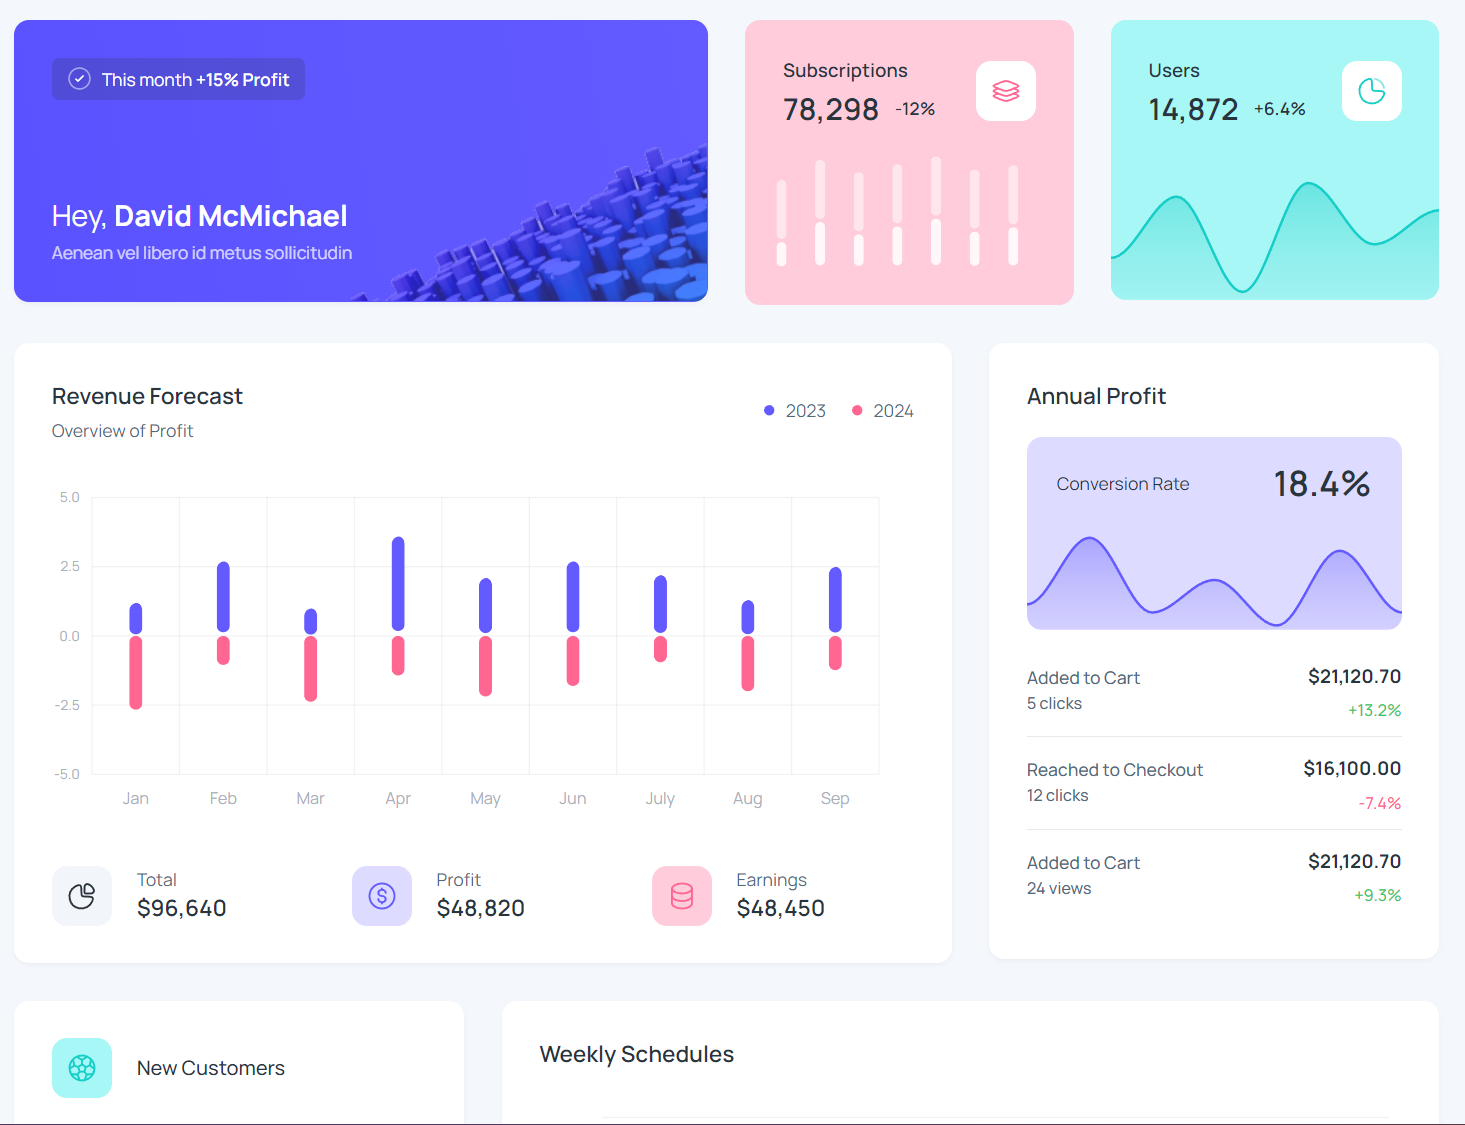 This month +15% Profit
Hey, David McMichael
Aenean vel libero id metus sollicitudin
Subscriptions
78,298 -12%
Users
14,872 +6.4%
Revenue Forecast
Overview of Profit
2023 2024
5.0
2.5
0.0
-2.5
-5.0
Jan Feb Mar Apr May Jun July Aug Sep
Total
$96,640
Profit
$48,820
Earnings
$48,450
Annual Profit
Conversion Rate 18.4%
Added to Cart $21,120.70
5 clicks +13.2%
Reached to Checkout $16,100.00
12 clicks -7.4%
Added to Cart $21,120.70
24 views +9.3%
New Customers
Weekly Schedules